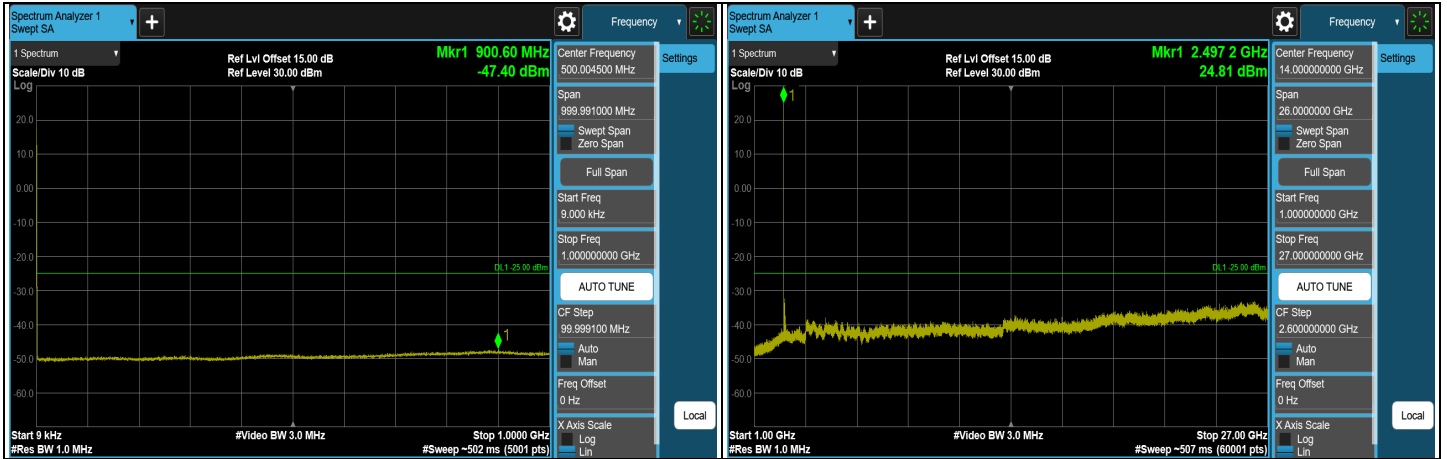 Spectrum Analyzer 1
Swept SA
+
Frequency
1 Spectrum
Scale/Div 10 dB
Log
Ref Lvl Offset 15.00 dB
Ref Level 30.00 dBm
Mkr1 900.60 MHz
-47.40 dBm
20.0
10.0
0.00
-10.0
-20.0
-30.0
-40.0
-50.0
-60.0
DL1 -25.00 dBm
1
Start 9 kHz
#Res BW 1.0 MHz
#Video BW 3.0 MHz
Stop 1.0000 GHz
#Sweep ~502 ms (5001 pts)
Center Frequency
500.004500 MHz
Span
999.991000 MHz
Swept Span
Zero Span
Full Span
Start Freq
9.000 kHz
Stop Freq
1.000000000 GHz
AUTO TUNE
CF Step
99.999100 MHz
Auto
Man
Freq Offset
0 Hz
X Axis Scale
Log
Lin
Settings
Local
Spectrum Analyzer 1
Swept SA
+
Frequency
1 Spectrum
Scale/Div 10 dB
Log
Ref Lvl Offset 15.00 dB
Ref Level 30.00 dBm
Mkr1 2.497 2 GHz
24.81 dBm
1
20.0
10.0
0.00
-10.0
-20.0
-30.0
-40.0
-50.0
-60.0
DL1 -25.00 dBm
Start 1.00 GHz
#Res BW 1.0 MHz
#Video BW 3.0 MHz
Stop 27.00 GHz
#Sweep ~507 ms (60001 pts)
Center Frequency
14.000000000 GHz
Span
26.0000000 GHz
Swept Span
Zero Span
Full Span
Start Freq
1.000000000 GHz
Stop Freq
27.000000000 GHz
AUTO TUNE
CF Step
2.600000000 GHz
Auto
Man
Freq Offset
0 Hz
X Axis Scale
Log
Lin
Settings
Local